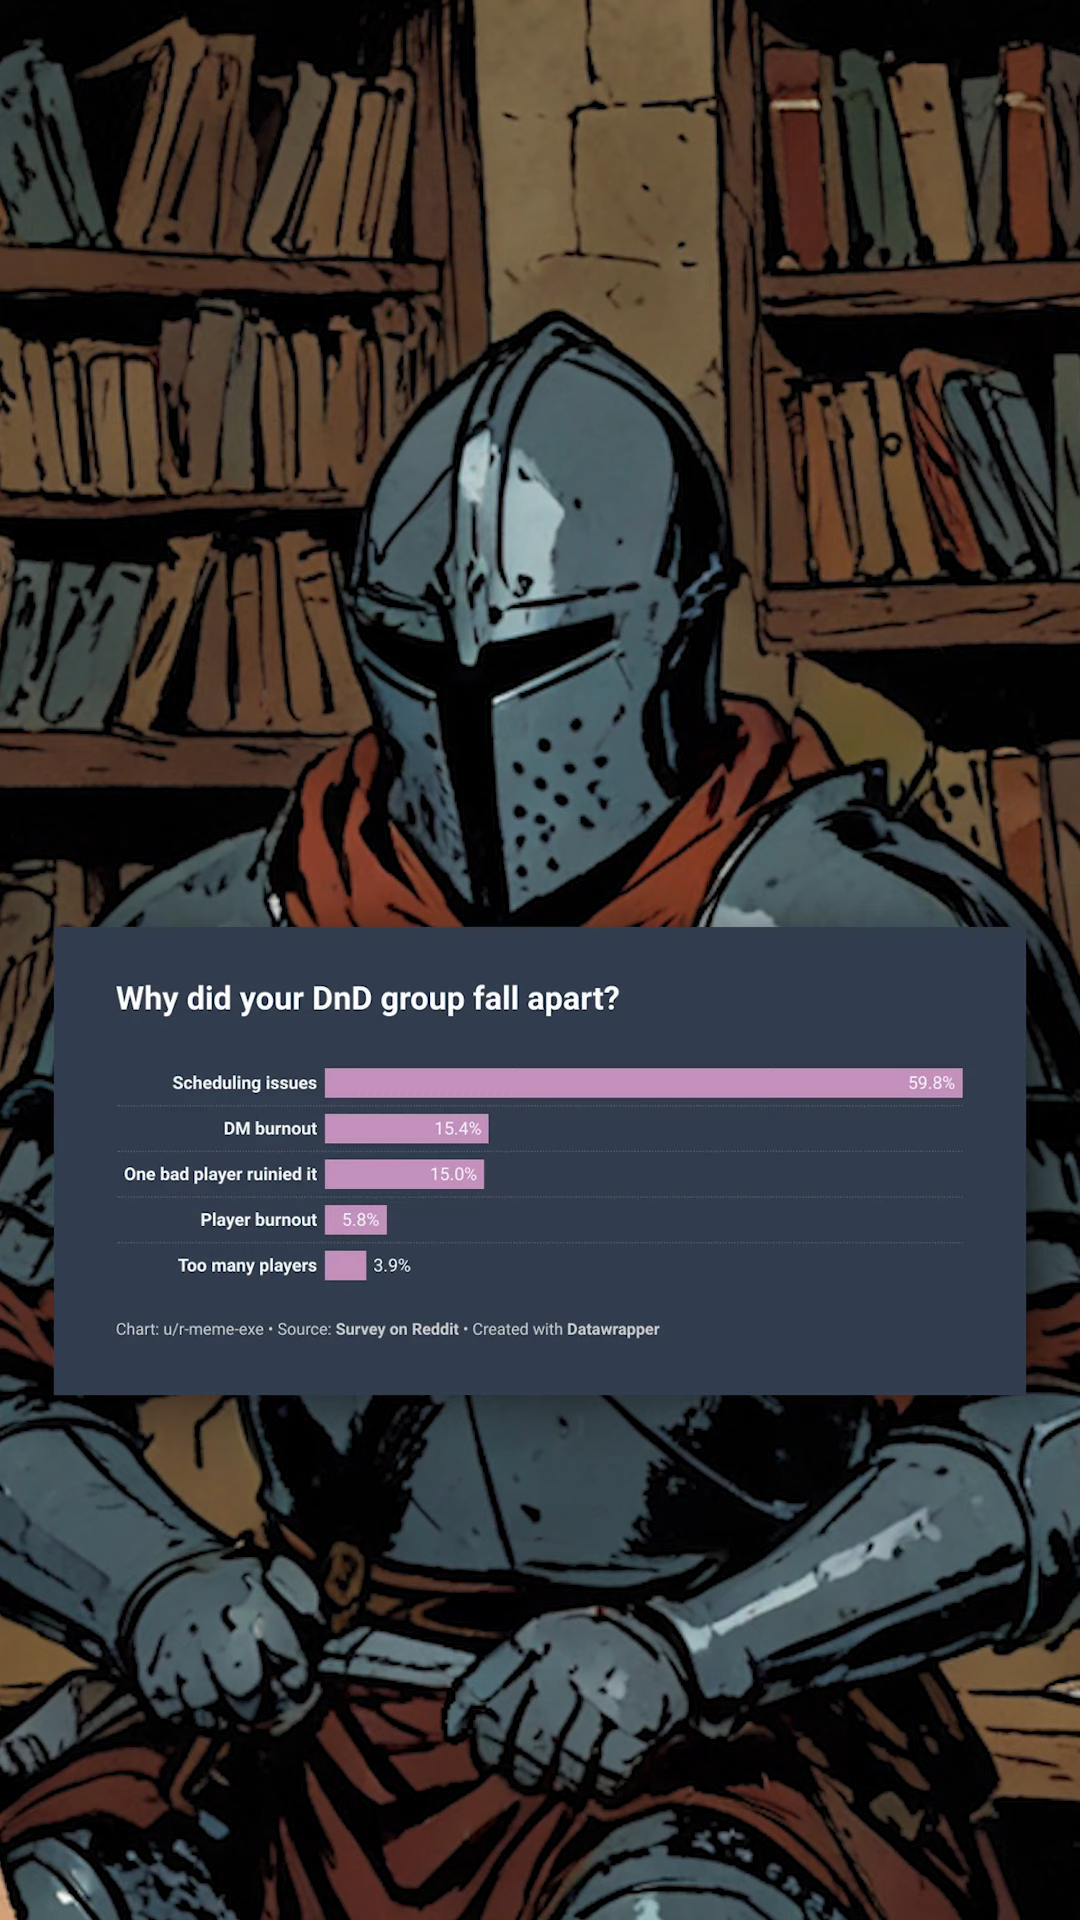 Why did your DnD group fall apart?
Scheduling issues 59.8%
DM burnout 15.4%
One bad player ruinied it 15.0%
Player burnout 5.8%
Too many players 3.9%
Chart: u/r-meme-exe • Source: Survey on Reddit • Created with Datawrapper